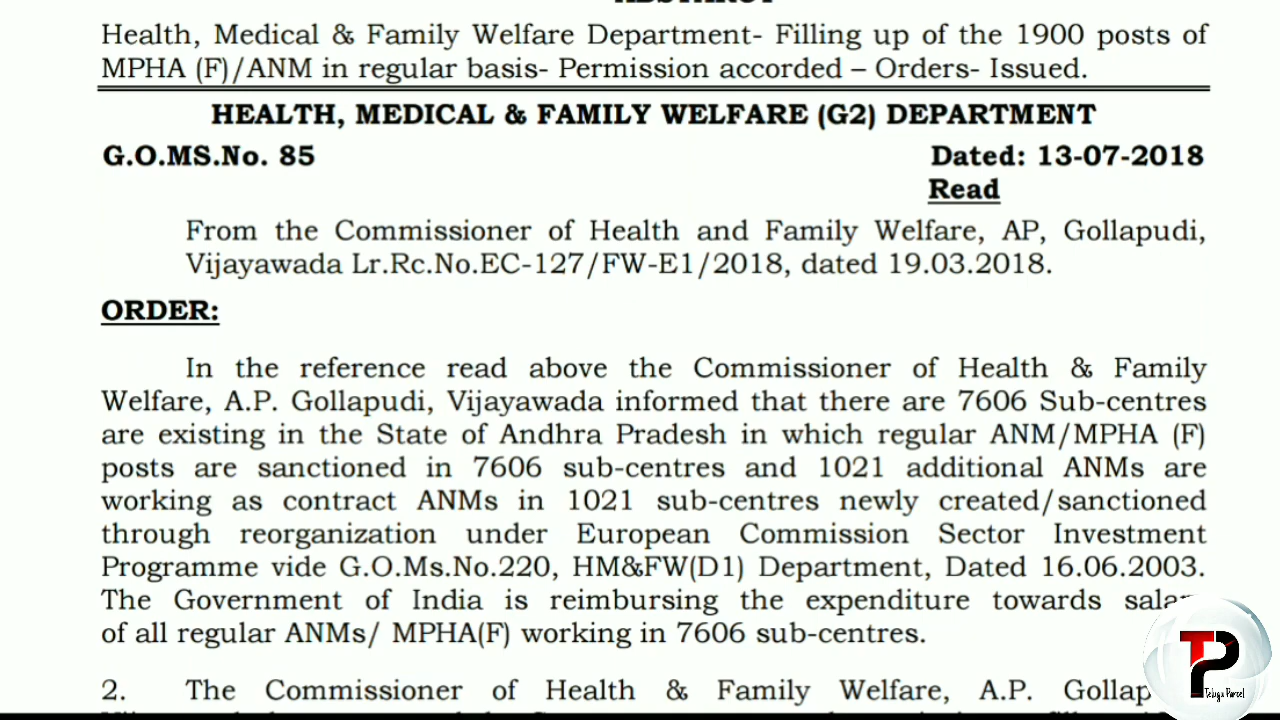 ABSTRACT
Health, Medical & Family Welfare Department- Filling up of the 1900 posts of
MPHA (F)/ANM in regular basis- Permission accorded – Orders- Issued.
HEALTH, MEDICAL & FAMILY WELFARE (G2) DEPARTMENT
G.O.MS.No. 85 Dated: 13-07-2018
Read
From the Commissioner of Health and Family Welfare, AP, Gollapudi,
Vijayawada Lr.Rc.No.EC-127/FW-E1/2018, dated 19.03.2018.
ORDER:
In the reference read above the Commissioner of Health & Family
Welfare, A.P. Gollapudi, Vijayawada informed that there are 7606 Sub-centres
are existing in the State of Andhra Pradesh in which regular ANM/MPHA (F)
posts are sanctioned in 7606 sub-centres and 1021 additional ANMs are
working as contract ANMs in 1021 sub-centres newly created/sanctioned
through reorganization under European Commission Sector Investment
Programme vide G.O.Ms.No.220, HM&FW(D1) Department, Dated 16.06.2003.
The Government of India is reimbursing the expenditure towards salary
of all regular ANMs/ MPHA(F) working in 7606 sub-centres.
2. The Commissioner of Health & Family Welfare, A.P. Gollap
TP
Telugu Parcel